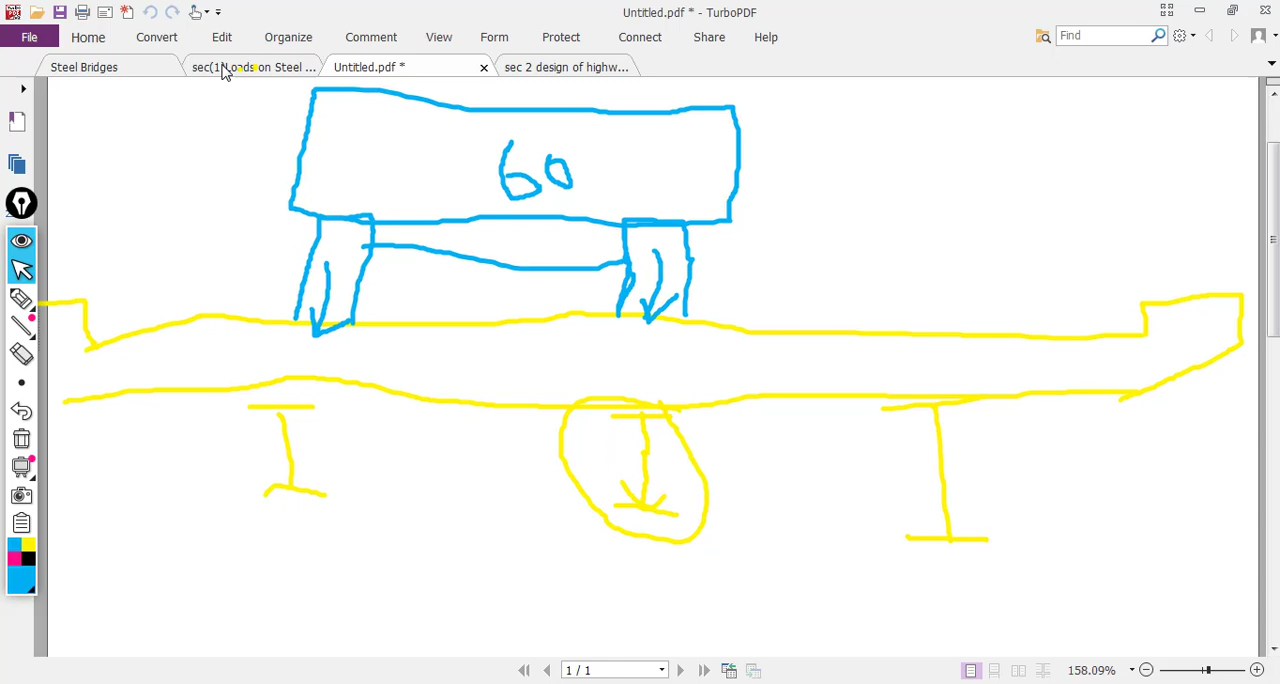 Untitled.pdf * - TurboPDF
File Home Convert Edit Organize Comment View Form Protect Connect Share Help Find
Steel Bridges sec(1)Loads on Steel ... Untitled.pdf * sec 2 design of highw...
60
1 / 1 158.09%